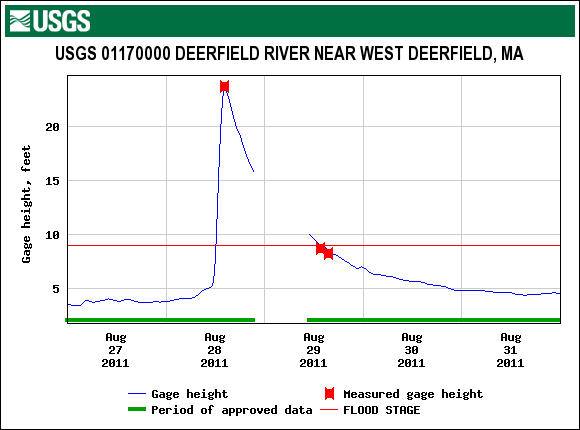 USGS
USGS 01170000 DEERFIELD RIVER NEAR WEST DEERFIELD, MA
Gage height, feet
20
15
10
5
Aug 27 2011
Aug 28 2011
Aug 29 2011
Aug 30 2011
Aug 31 2011
Gage height
Measured gage height
Period of approved data
FLOOD STAGE